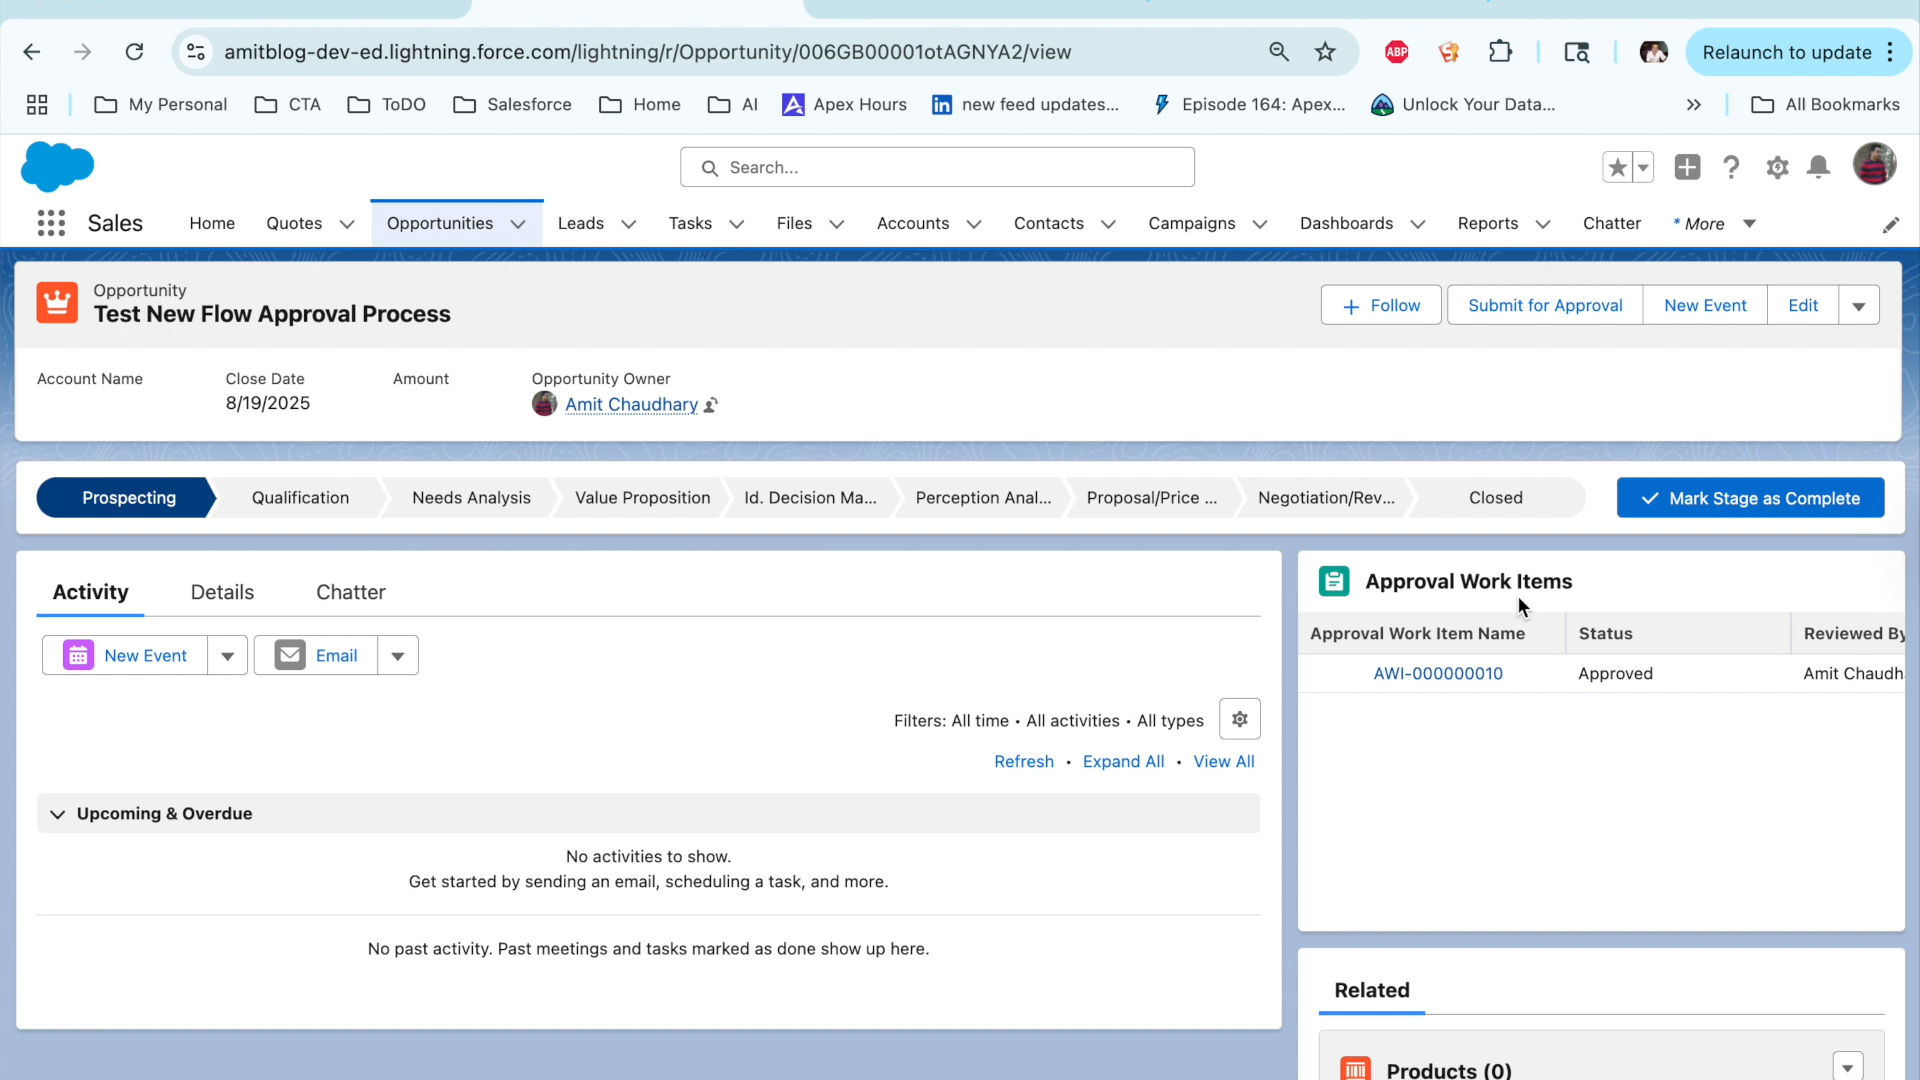 amitblog-dev-ed.lightning.force.com/lightning/r/Opportunity/006GB00001otAGNYA2/view
ABP
Relaunch to update
My Personal
CTA
ToDO
Salesforce
Home
AI
Apex Hours
new feed updates...
Episode 164: Apex...
Unlock Your Data...
All Bookmarks
Search...
Sales
Home
Quotes
Opportunities
Leads
Tasks
Files
Accounts
Contacts
Campaigns
Dashboards
Reports
Chatter
* More
Opportunity
Test New Flow Approval Process
Follow
Submit for Approval
New Event
Edit
Account Name
Close Date
8/19/2025
Amount
Opportunity Owner
Amit Chaudhary
Prospecting
Qualification
Needs Analysis
Value Proposition
Id. Decision Ma...
Perception Anal...
Proposal/Price ...
Negotiation/Rev...
Closed
Mark Stage as Complete
Activity
Details
Chatter
New Event
Email
Filters: All time • All activities • All types
Refresh • Expand All • View All
Upcoming & Overdue
No activities to show.
Get started by sending an email, scheduling a task, and more.
No past activity. Past meetings and tasks marked as done show up here.
Approval Work Items
Approval Work Item Name
Status
Reviewed By
AWI-000000010
Approved
Amit Chaudh
Related
Products (0)